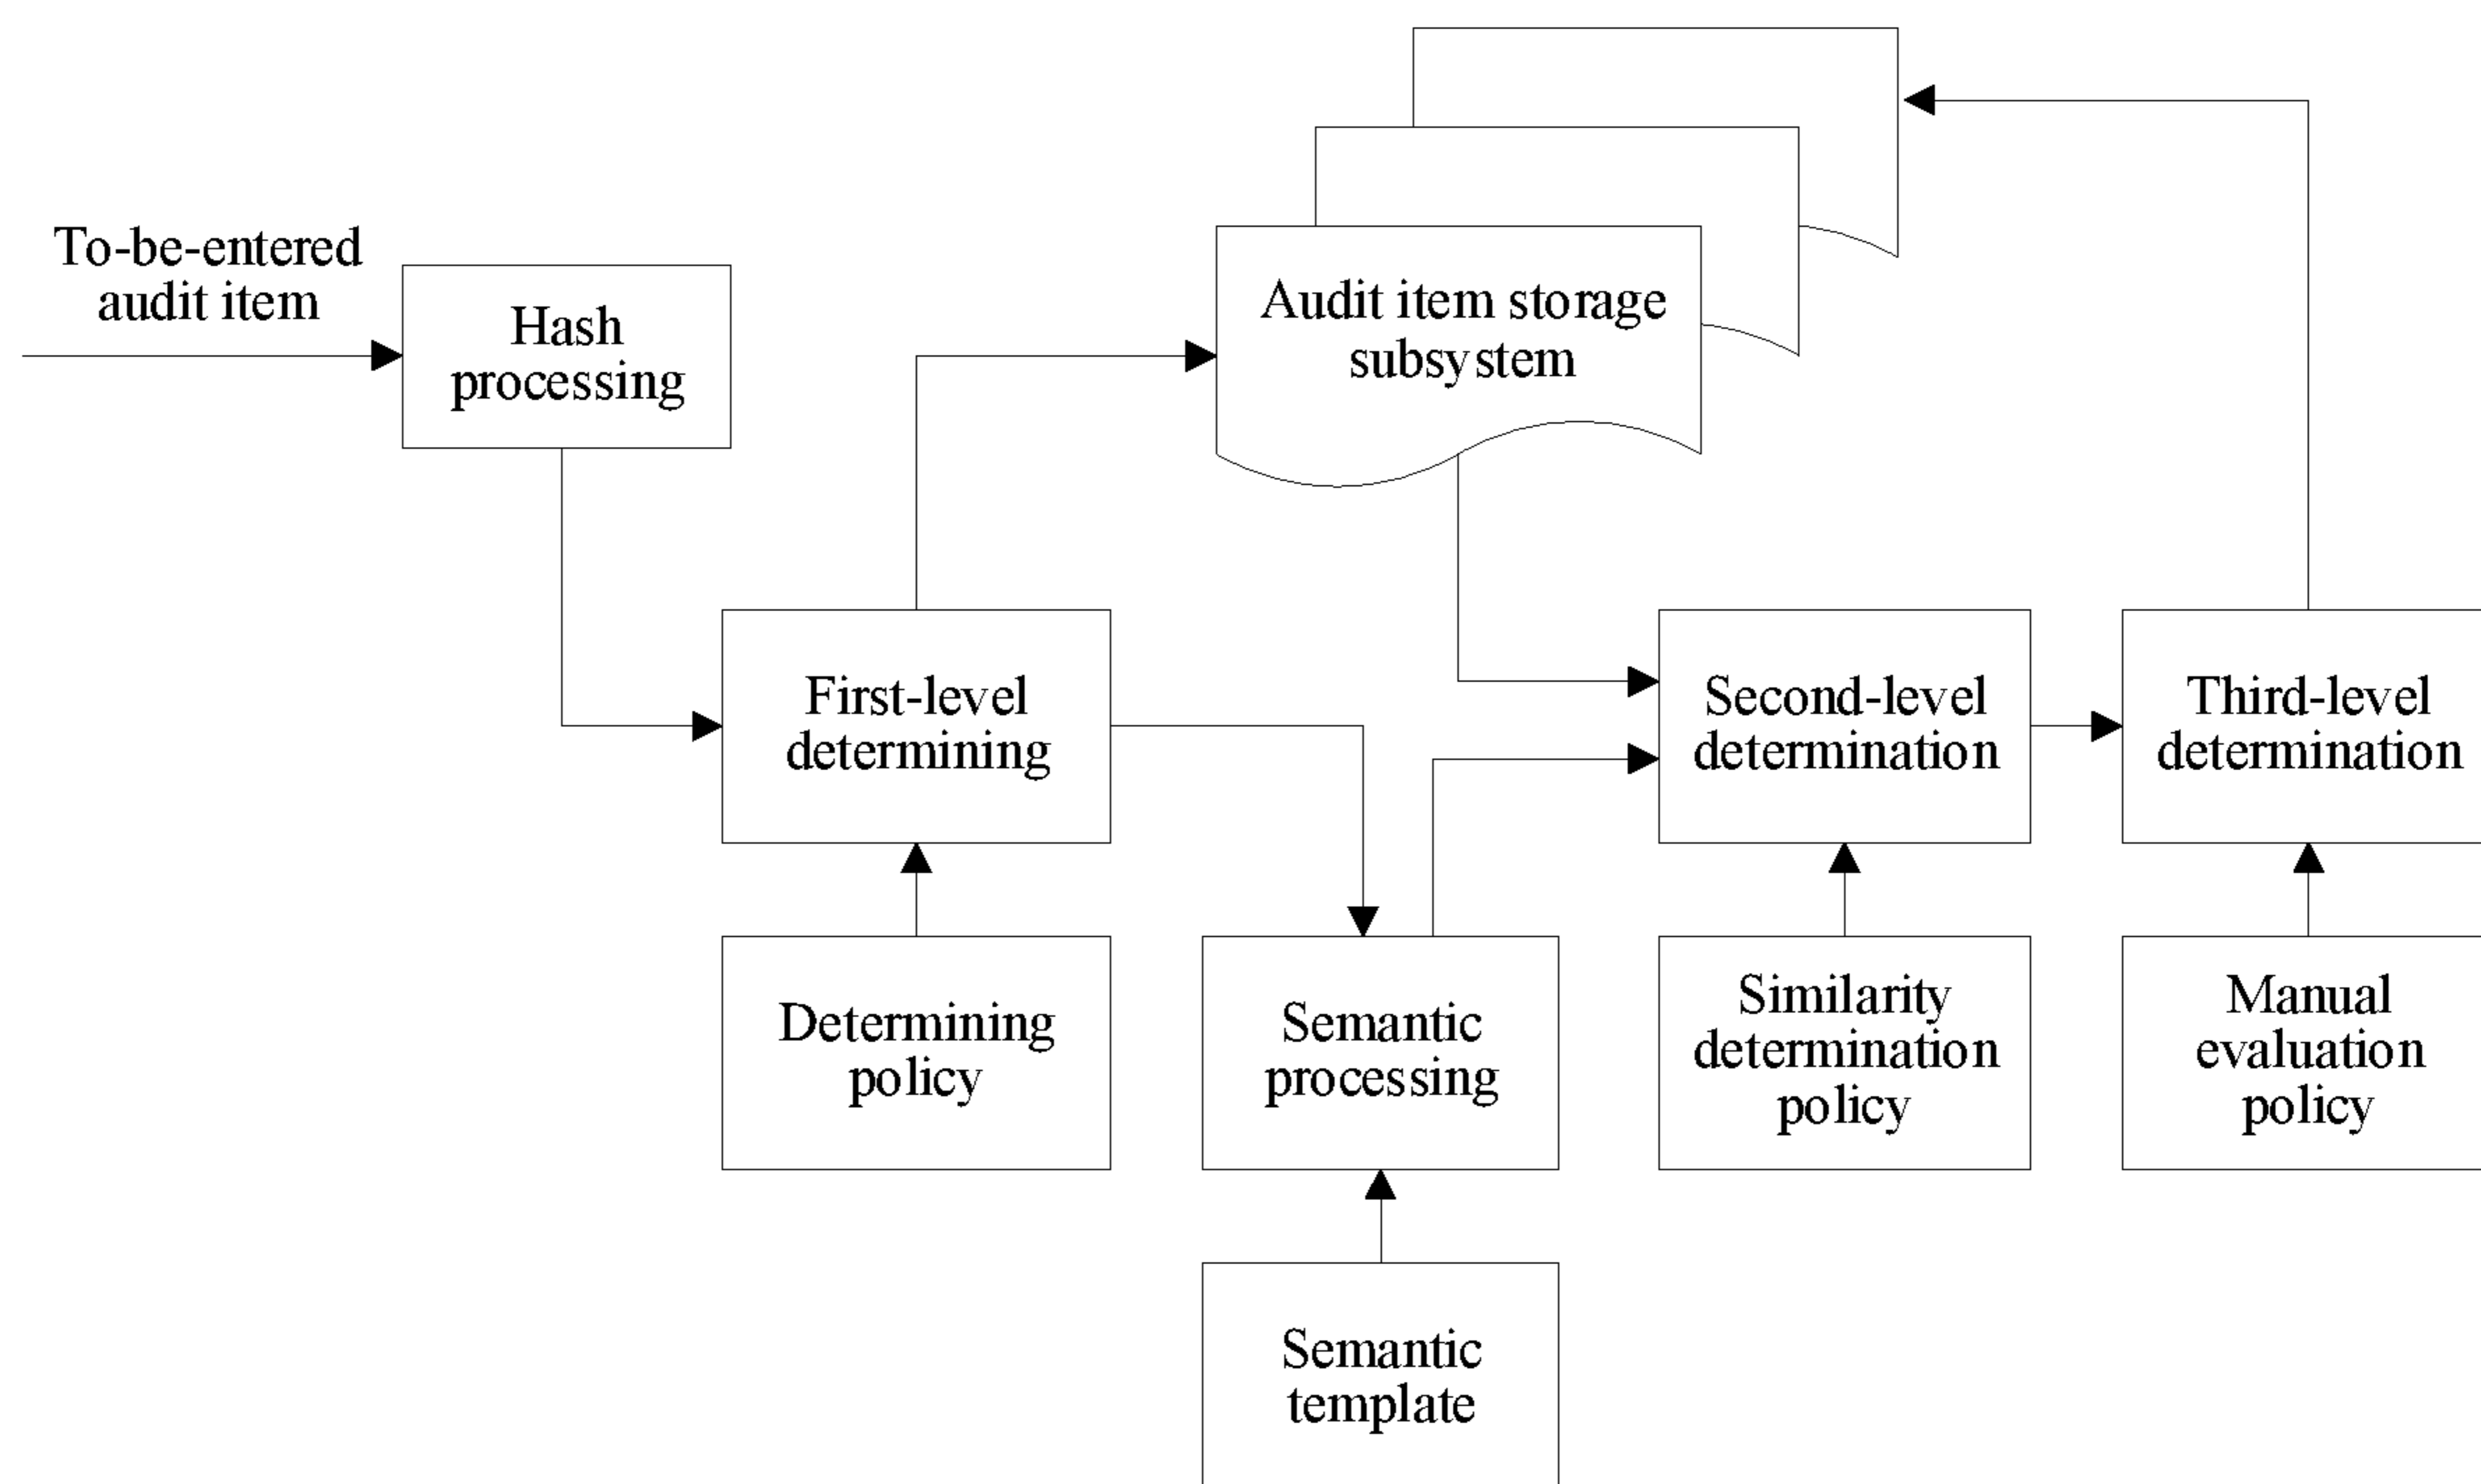 To-be-entered
audit item
Hash
processing
Audit item storage
subsystem
First-level
determining
Second-level
determination
Third-level
determination
Determining
policy
Semantic
processing
Similarity
determination
policy
Manual
evaluation
policy
Semantic
template